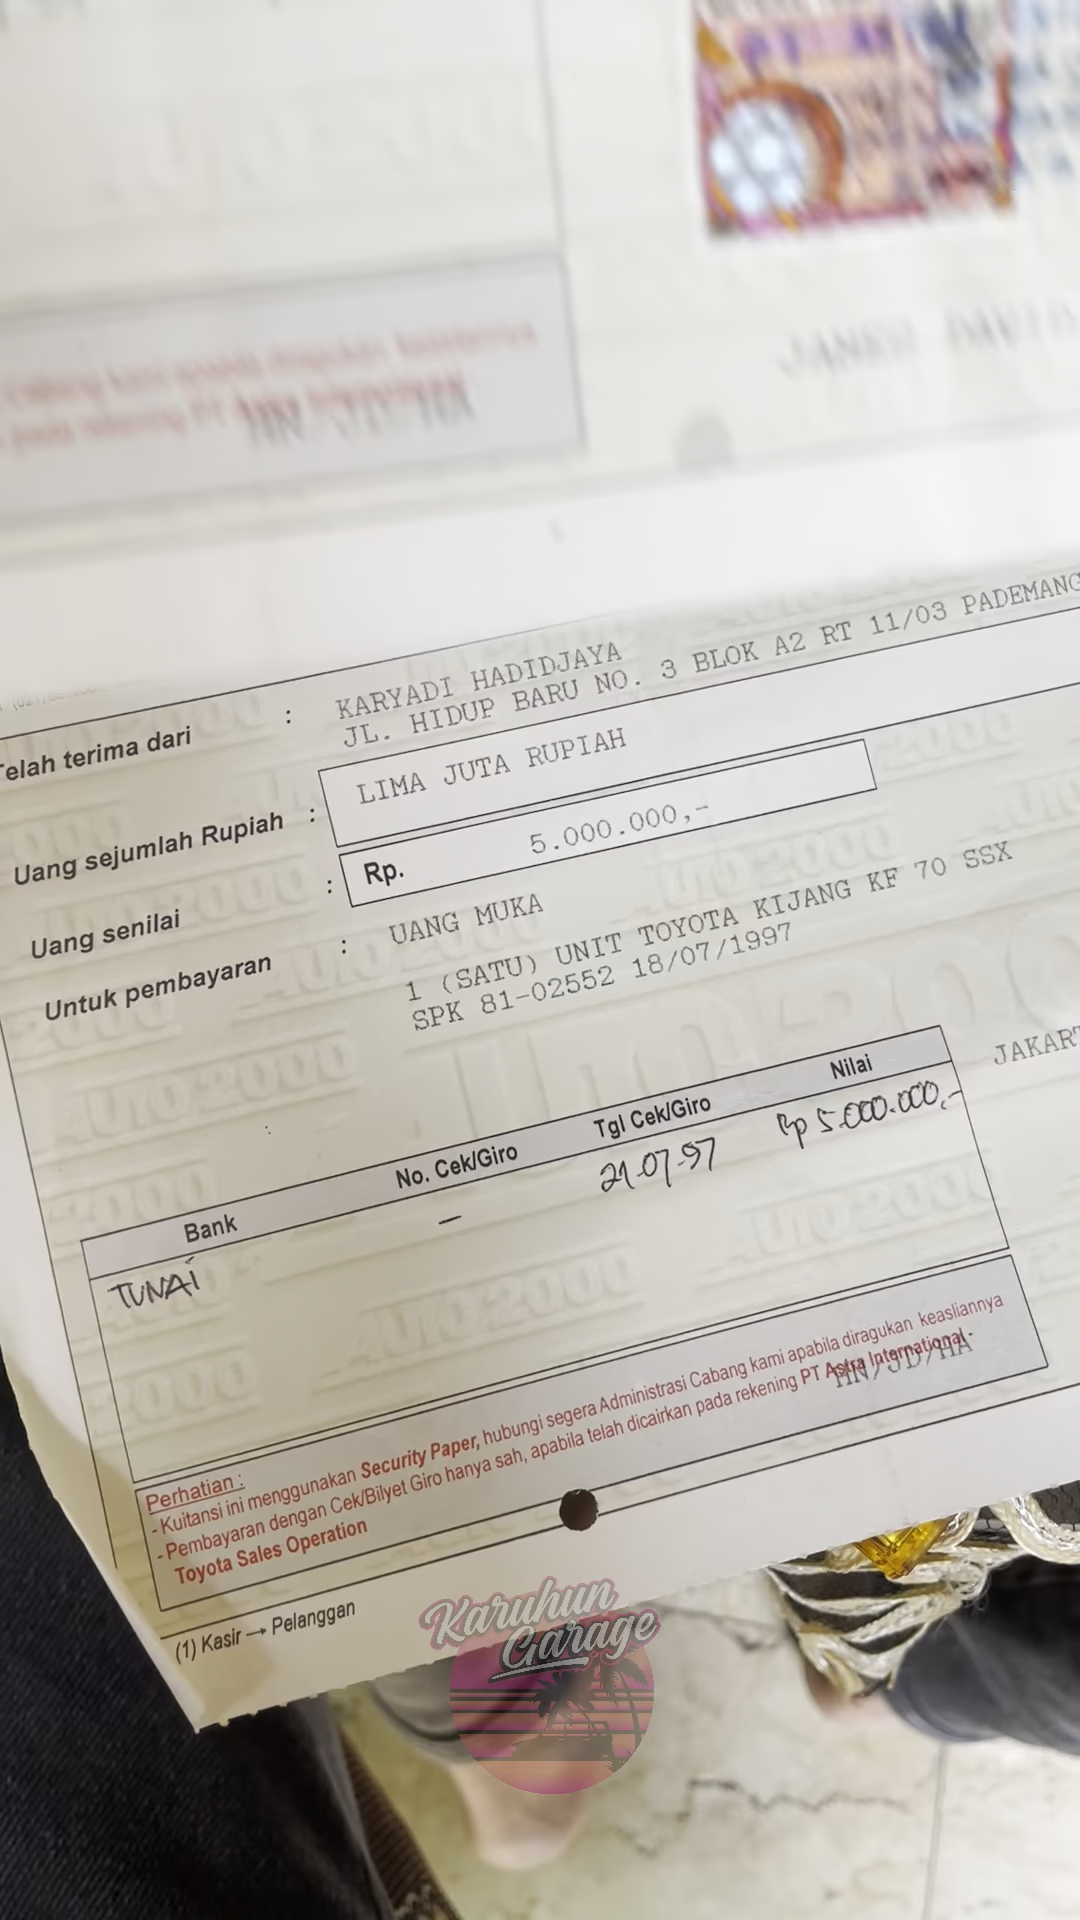 Telah terima dari : KARYADI HADIDJAYA
JL. HIDUP BARU NO. 3 BLOK A2 RT 11/03 PADEMANG
Uang sejumlah Rupiah : LIMA JUTA RUPIAH
Uang senilai : Rp. 5.000.000,-
Untuk pembayaran : UANG MUKA
1 (SATU) UNIT TOYOTA KIJANG KF 70 SSX
SPK 81-02552 18/07/1997
JAKART
Bank No. Cek/Giro Tgl Cek/Giro Nilai
TUNAI — 21-07-97 Rp 5.000.000,-
Perhatian :
- Kuitansi ini menggunakan Security Paper, hubungi segera Administrasi Cabang kami apabila diragukan keasliannya
- Pembayaran dengan Cek/Bilyet Giro hanya sah, apabila telah dicairkan pada rekening PT Astra International-
Toyota Sales Operation
MN/JD/HA
(1) Kasir → Pelanggan
Karuhun
Garage